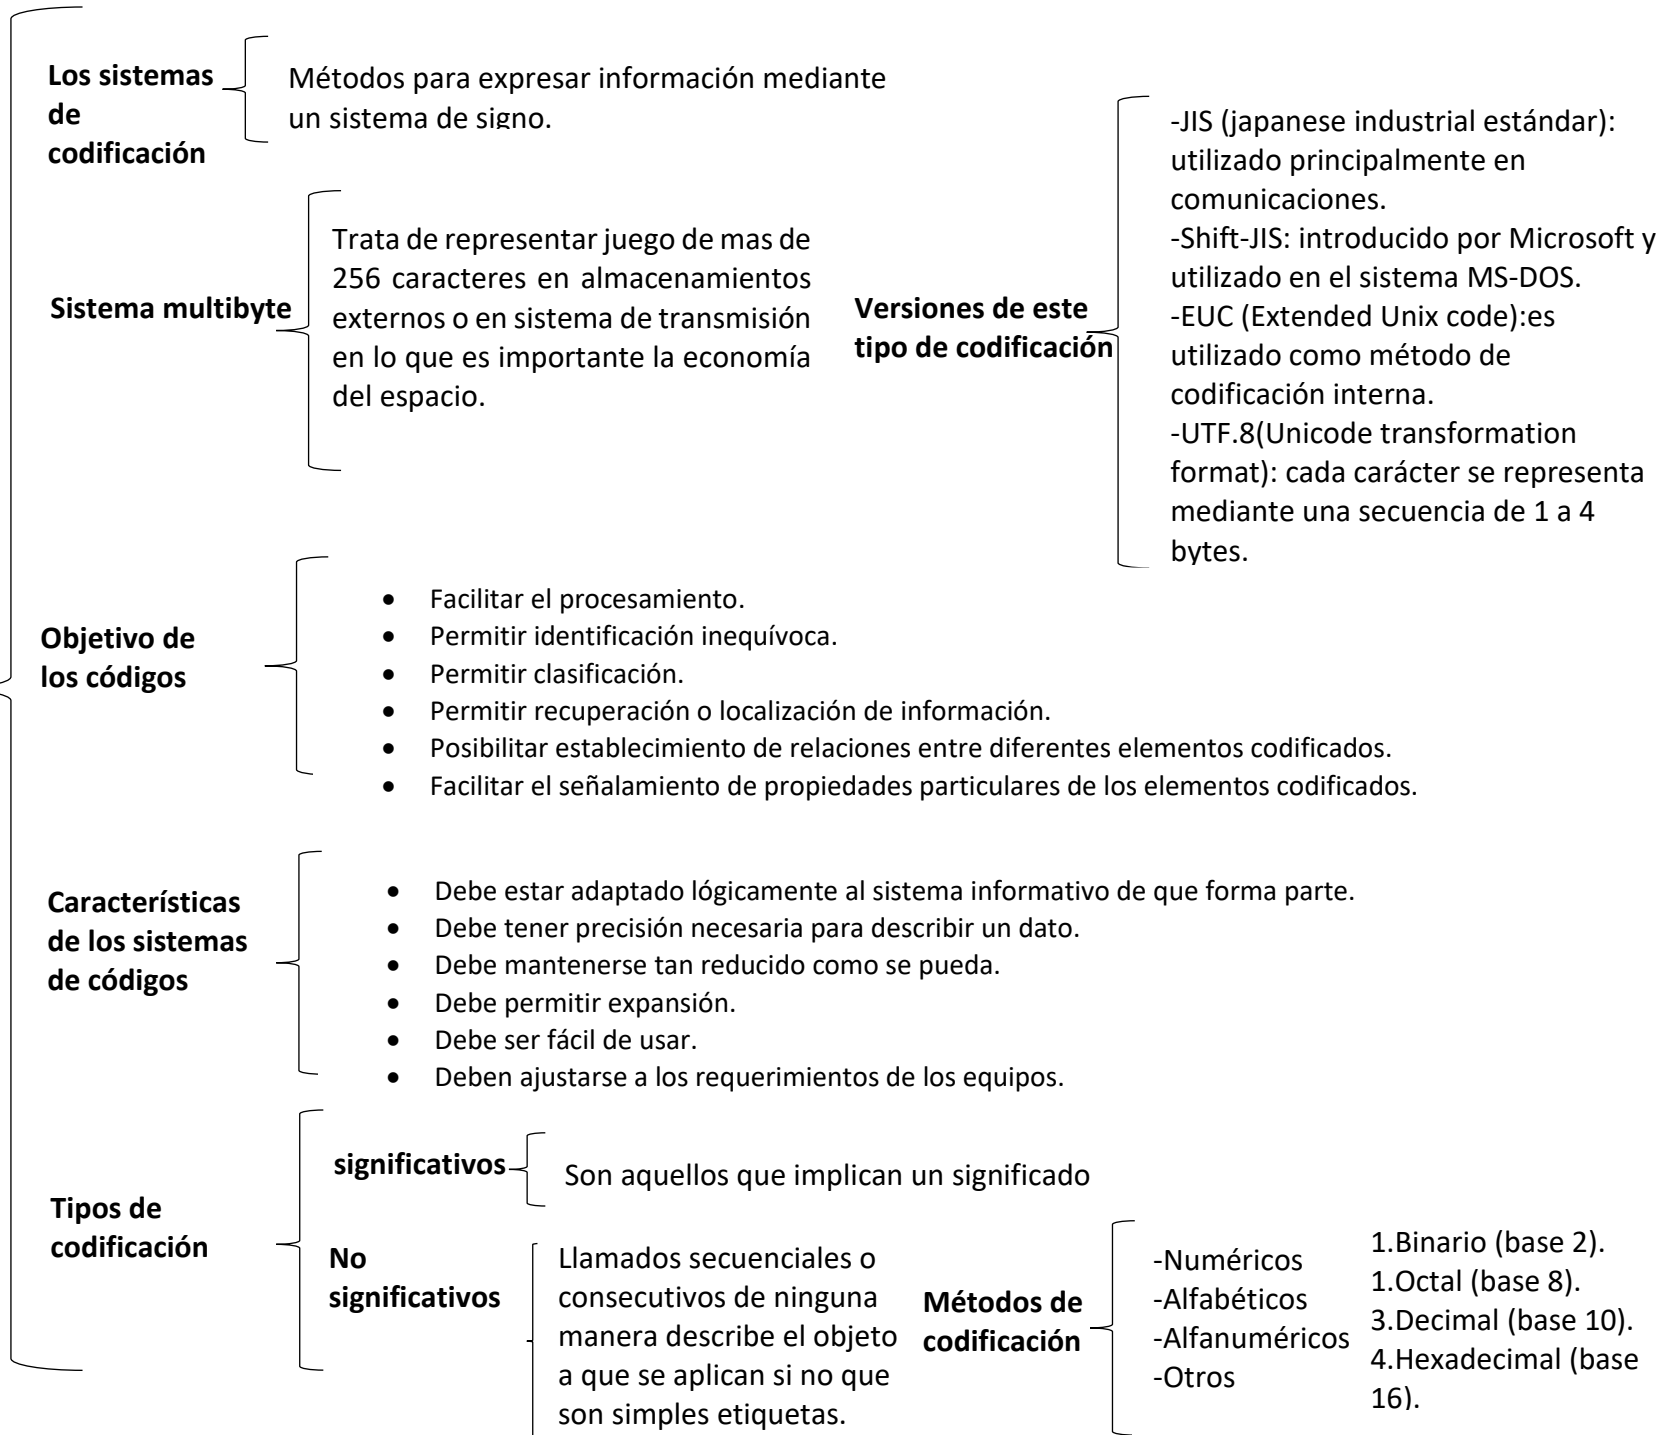 Los sistemas
de
codificación
Métodos para expresar información mediante
un sistema de signo.
Sistema multibyte
Trata de representar juego de mas de
256 caracteres en almacenamientos
externos o en sistema de transmisión
en lo que es importante la economía
del espacio.
Versiones de este
tipo de codificación
-JIS (japanese industrial estándar):
utilizado principalmente en
comunicaciones.
-Shift-JIS: introducido por Microsoft y
utilizado en el sistema MS-DOS.
-EUC (Extended Unix code):es
utilizado como método de
codificación interna.
-UTF.8(Unicode transformation
format): cada carácter se representa
mediante una secuencia de 1 a 4
bytes.
Objetivo de
los códigos
• Facilitar el procesamiento.
• Permitir identificación inequívoca.
• Permitir clasificación.
• Permitir recuperación o localización de información.
• Posibilitar establecimiento de relaciones entre diferentes elementos codificados.
• Facilitar el señalamiento de propiedades particulares de los elementos codificados.
Característicás
de los sistemas
de códigos
• Debe estar adaptado lógicamente al sistema informativo de que forma parte.
• Debe tener precisión necesaria para describir un dato.
• Debe mantenerse tan reducido como se pueda.
• Debe permitir expansión.
• Debe ser fácil de usar.
• Deben ajustarse a los requerimientos de los equipos.
Tipos de
codificación
significativos
Son aquellos que implican un significado
No
significativos
Llamados secuenciales o
consecutivos de ninguna
manera describe el objeto
a que se aplican si no que
son simples etiquetas.
Métodos de
codificación
-Numéricos
-Alfabéticos
-Alfanuméricos
-Otros
1.Binario (base 2).
1.Octal (base 8).
3.Decimal (base 10).
4.Hexadecimal (base
16).